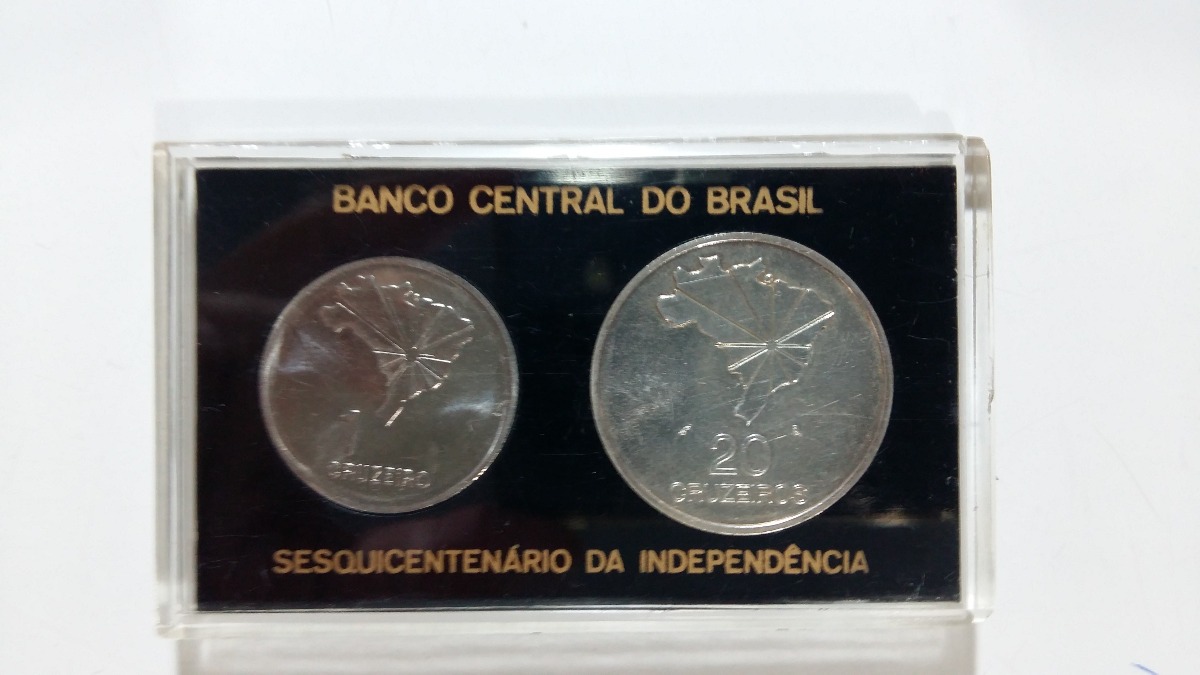 BANCO CENTRAL DO BRASIL
CRUZEIRO
20
CRUZEIROS
SESQUICENTENÁRIO DA INDEPENDÊNCIA